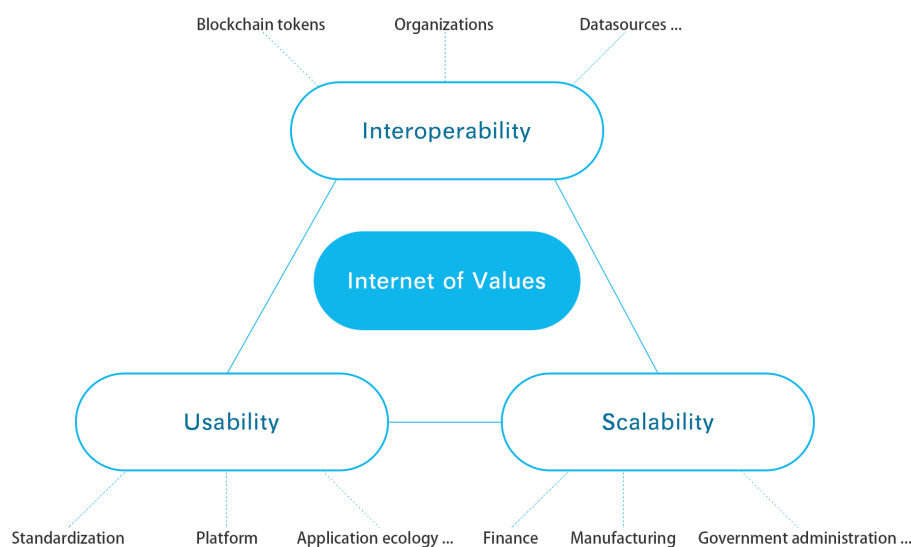 Blockchain tokens
Organizations
Datasources ...
Interoperability
Internet of Values
Usability
Scalability
Standardization
Platform
Application ecology ...
Finance
Manufacturing
Government administration ...